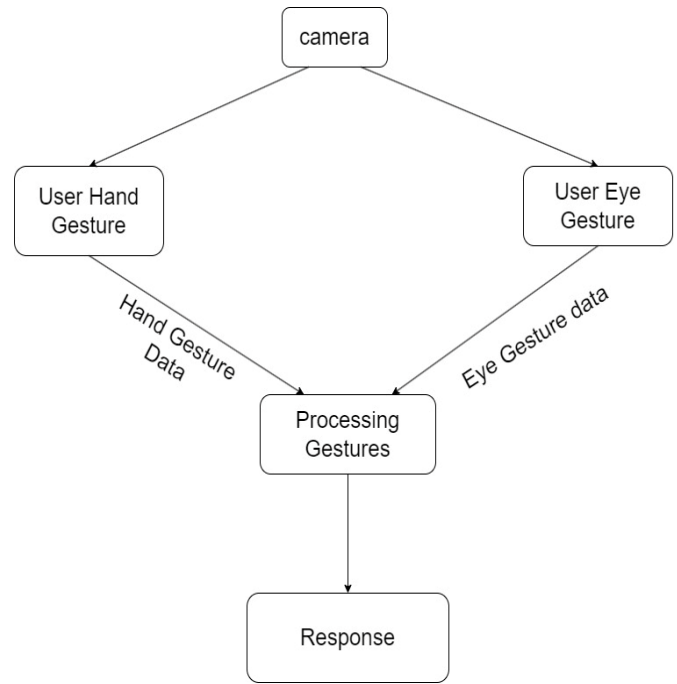 camera
User Hand
Gesture
User Eye
Gesture
Hand Gesture
Data
Eye Gesture data
Processing
Gestures
Response